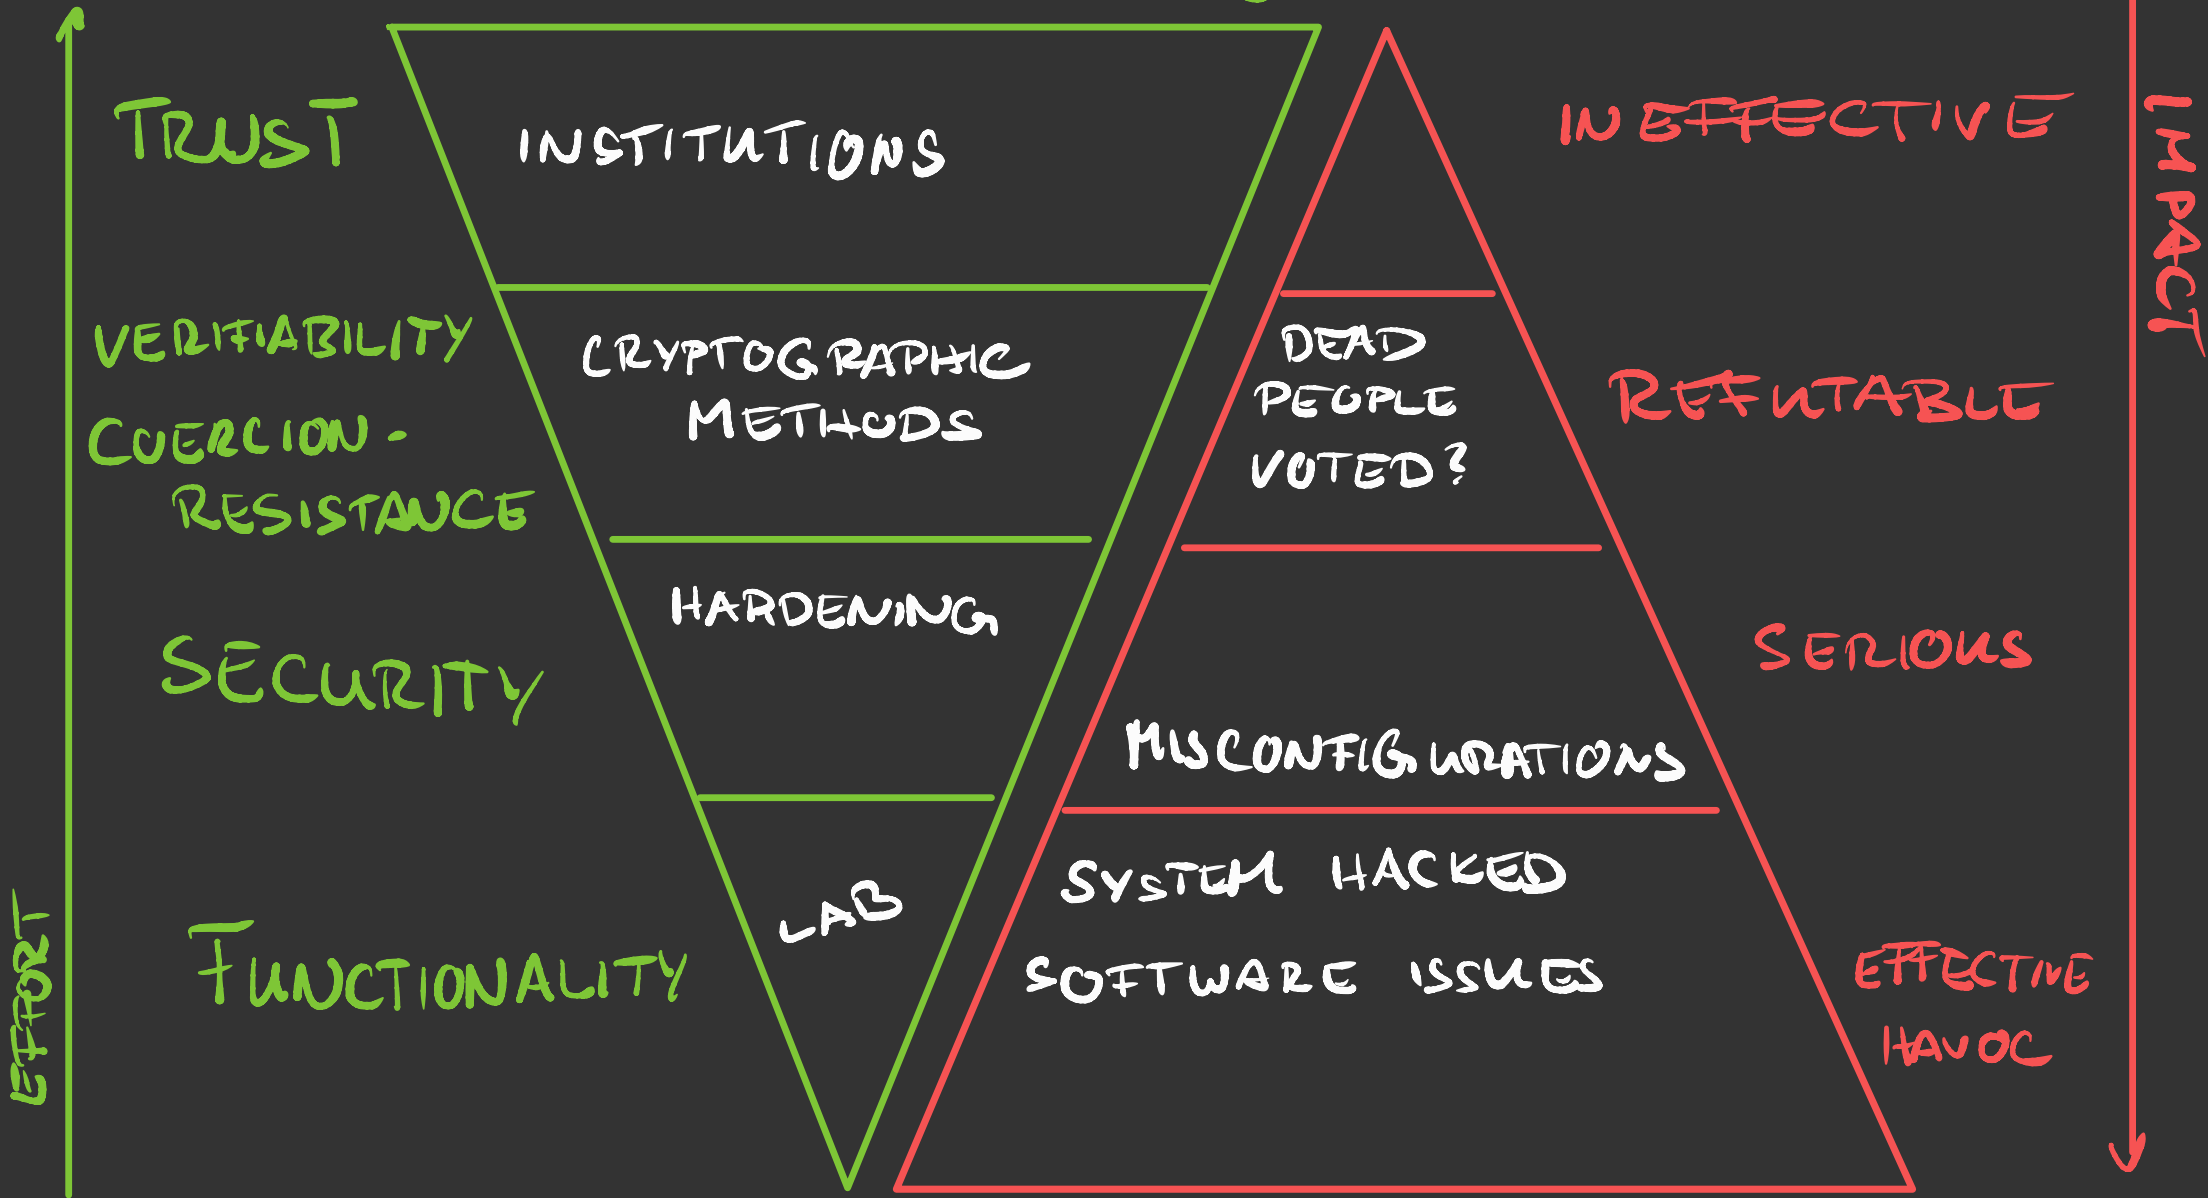 TRUST
INSTITUTIONS
INEFFECTIVE
IMPACT
VERIFIABILITY
COERCION-
RESISTANCE
CRYPTOGRAPHIC
METHODS
DEAD
PEOPLE
VOTED?
REFUTABLE
SECURITY
HARDENING
MISCONFIGURATIONS
SERIOUS
EFFORT
FUNCTIONALITY
LAB
SYSTEM HACKED
SOFTWARE ISSUES
EFFECTIVE
HAVOC